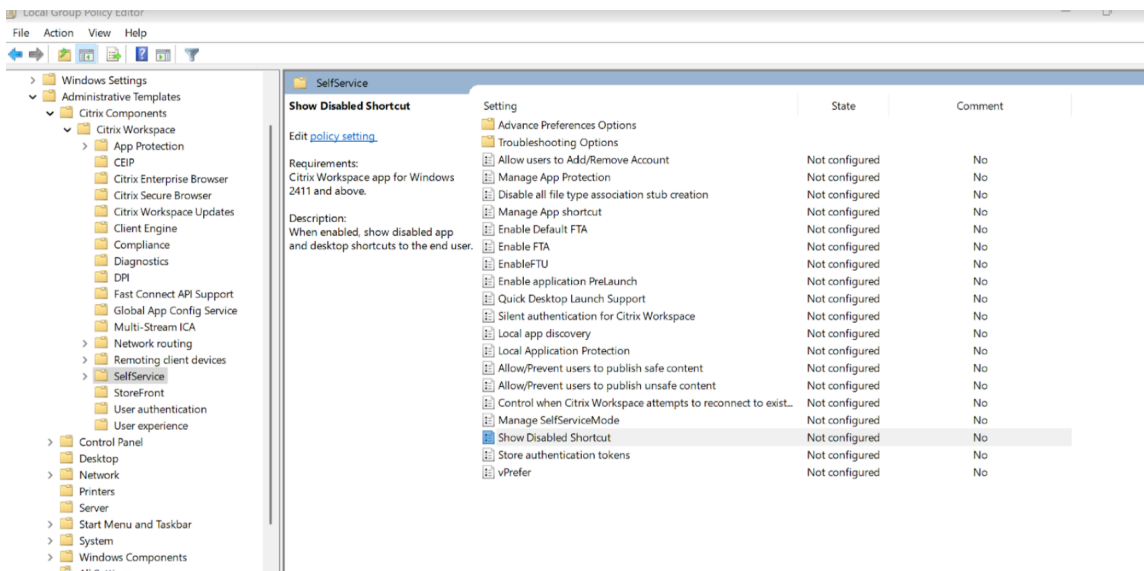 Local Group Policy Editor
File Action View Help
Windows Settings
Administrative Templates
Citrix Components
Citrix Workspace
App Protection
CEIP
Citrix Enterprise Browser
Citrix Secure Browser
Citrix Workspace Updates
Client Engine
Compliance
Diagnostics
DPI
Fast Connect API Support
Global App Config Service
Multi-Stream ICA
Network routing
Remoting client devices
SelfService
StoreFront
User authentication
User experience
Control Panel
Desktop
Network
Printers
Server
Start Menu and Taskbar
System
Windows Components
SelfService
Show Disabled Shortcut
Edit policy setting
Requirements:
Citrix Workspace app for Windows
2411 and above.
Description:
When enabled, show disabled app
and desktop shortcuts to the end user.
Setting State Comment
Advance Preferences Options
Troubleshooting Options
Allow users to Add/Remove Account Not configured No
Manage App Protection Not configured No
Disable all file type association stub creation Not configured No
Manage App shortcut Not configured No
Enable Default FTA Not configured No
Enable FTA Not configured No
EnableFTU Not configured No
Enable application PreLaunch Not configured No
Quick Desktop Launch Support Not configured No
Silent authentication for Citrix Workspace Not configured No
Local app discovery Not configured No
Local Application Protection Not configured No
Allow/Prevent users to publish safe content Not configured No
Allow/Prevent users to publish unsafe content Not configured No
Control when Citrix Workspace attempts to reconnect to exist... Not configured No
Manage SelfServiceMode Not configured No
Show Disabled Shortcut Not configured No
Store authentication tokens Not configured No
vPrefer Not configured No